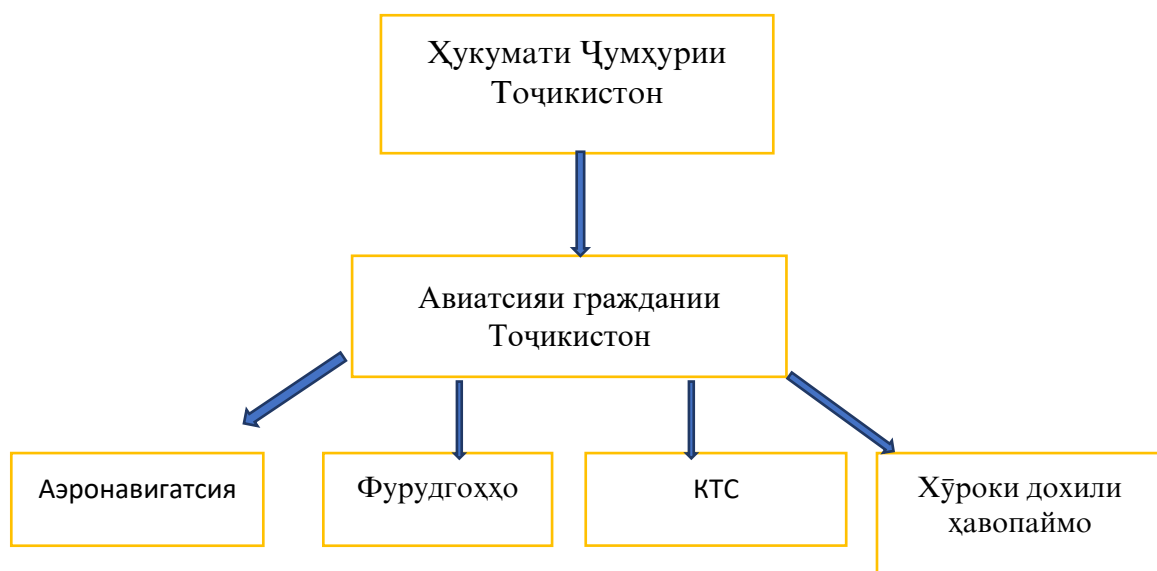 Ҳукумати Ҷумҳурии
Тоҷикистон
Авиатсияи граждании
Тоҷикистон
Аэронавигатсия
Фурудгоҳҳо
КТС
Хӯроки дохили
ҳавопаймо